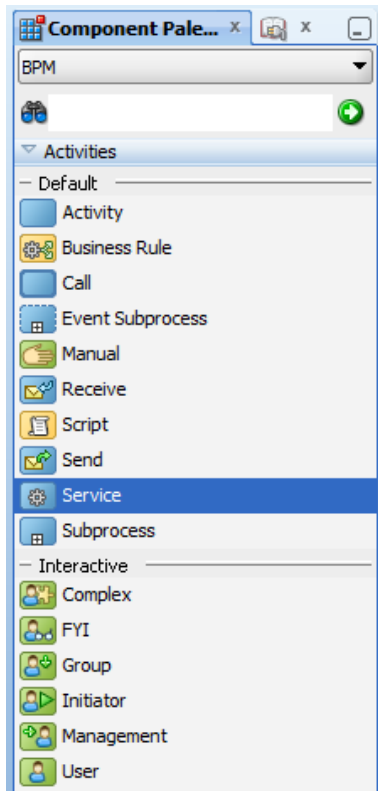 Component Pale...
BPM
Activities
Default
Activity
Business Rule
Call
Event Subprocess
Manual
Receive
Script
Send
Service
Subprocess
Interactive
Complex
FYI
Group
Initiator
Management
User